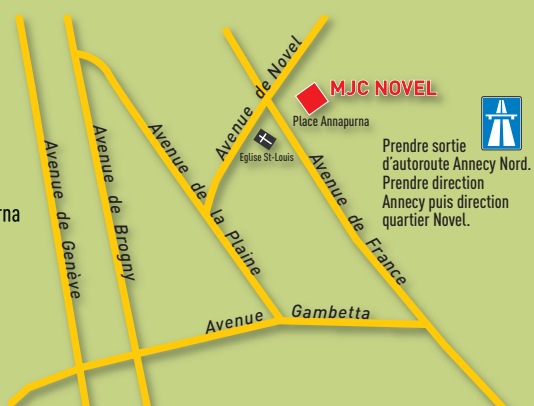 Avenue de Novel
MJC NOVEL
Place Annapurna
Eglise St-Louis
Prendre sortie
d'autoroute Annecy Nord.
Prendre direction
Annecy puis direction
quartier Novel.
Avenue de Genève
Avenue de Brogny
Avenue de la Plaine
Avenue de France
rna
Avenue Gambetta